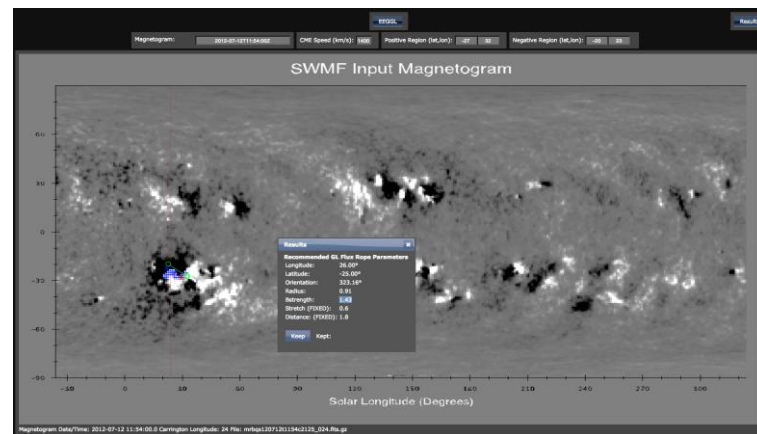 EEGGL
Results
Magnetogram: 2012-07-12T11:54:00Z CME Speed (km/s): 1400 Positive Region (lat,lon): -27 32 Negative Region (lat,lon): -20 23
SWMF Input Magnetogram
60
30
0
-30
-60
-90
Results ×
Recommended GL Flux Rope Parameters
Longitude: 26.00°
Latitude: -25.00°
Orientation: 323.16°
Radius: 0.91
Bstrength: 1.43
Stretch (FIXED): 0.6
Distance: (FIXED): 1.8
Keep Kept:
-30 0 30 60 90 120 150 180 210 240 270 300
Solar Longitude (Degrees)
Magnetogram Date/Time: 2012-07-12 11:54:00.0 Carrington Longitude: 24 File: mrbqs120712t1154c2125_024.fits.gz